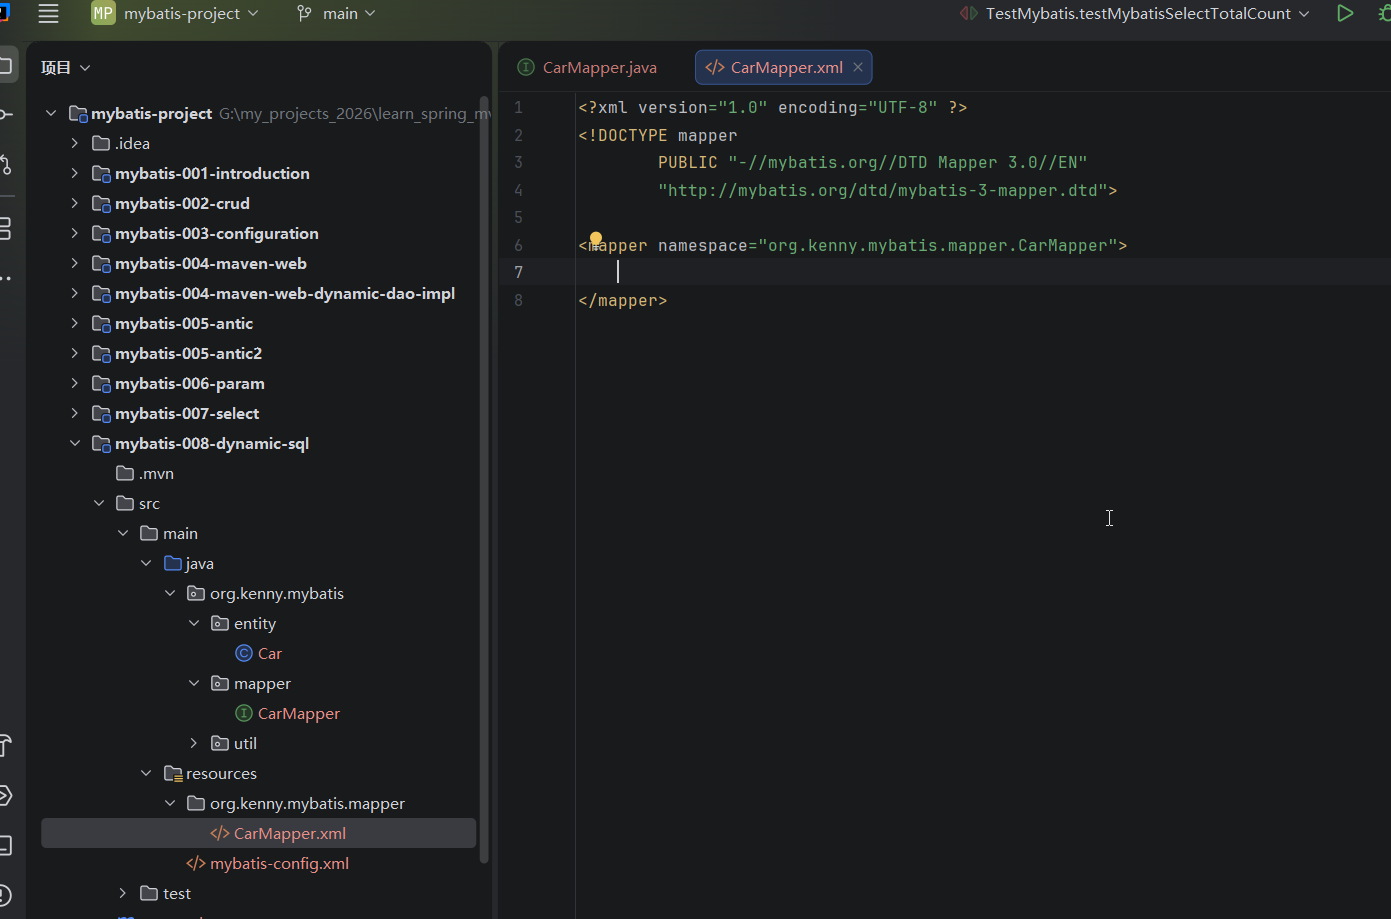 MP mybatis-project main TestMybatis.testMybatisSelectTotalCount
项目
mybatis-project G:\my_projects_2026\learn_spring_m
.idea
mybatis-001-introduction
mybatis-002-crud
mybatis-003-configuration
mybatis-004-maven-web
mybatis-004-maven-web-dynamic-dao-impl
mybatis-005-antic
mybatis-005-antic2
mybatis-006-param
mybatis-007-select
mybatis-008-dynamic-sql
.mvn
src
main
java
org.kenny.mybatis
entity
C Car
mapper
I CarMapper
util
resources
org.kenny.mybatis.mapper
</> CarMapper.xml
</> mybatis-config.xml
test
I CarMapper.java </> CarMapper.xml
1 <?xml version="1.0" encoding="UTF-8" ?>
2 <!DOCTYPE mapper
3 PUBLIC "-//mybatis.org//DTD Mapper 3.0//EN"
4 "http://mybatis.org/dtd/mybatis-3-mapper.dtd">
5
6 <mapper namespace="org.kenny.mybatis.mapper.CarMapper">
7
8 </mapper>